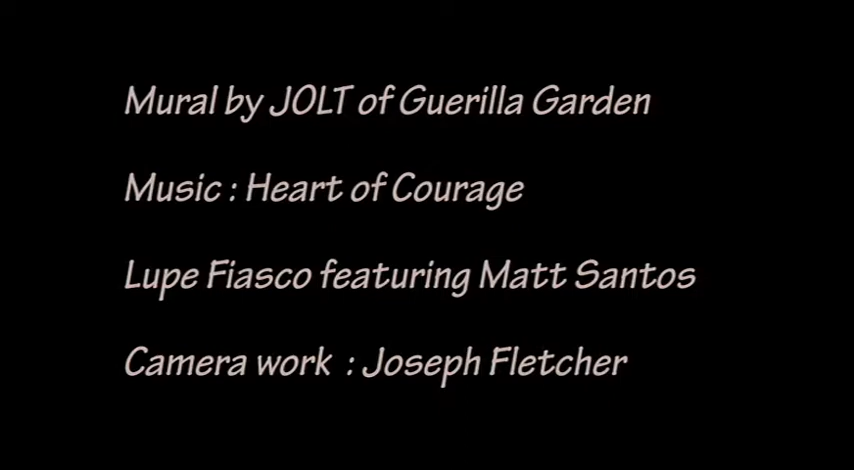 Mural by JOLT of Guerilla Garden
Music : Heart of Courage
Lupe Fiasco featuring Matt Santos
Camera work : Joseph Fletcher